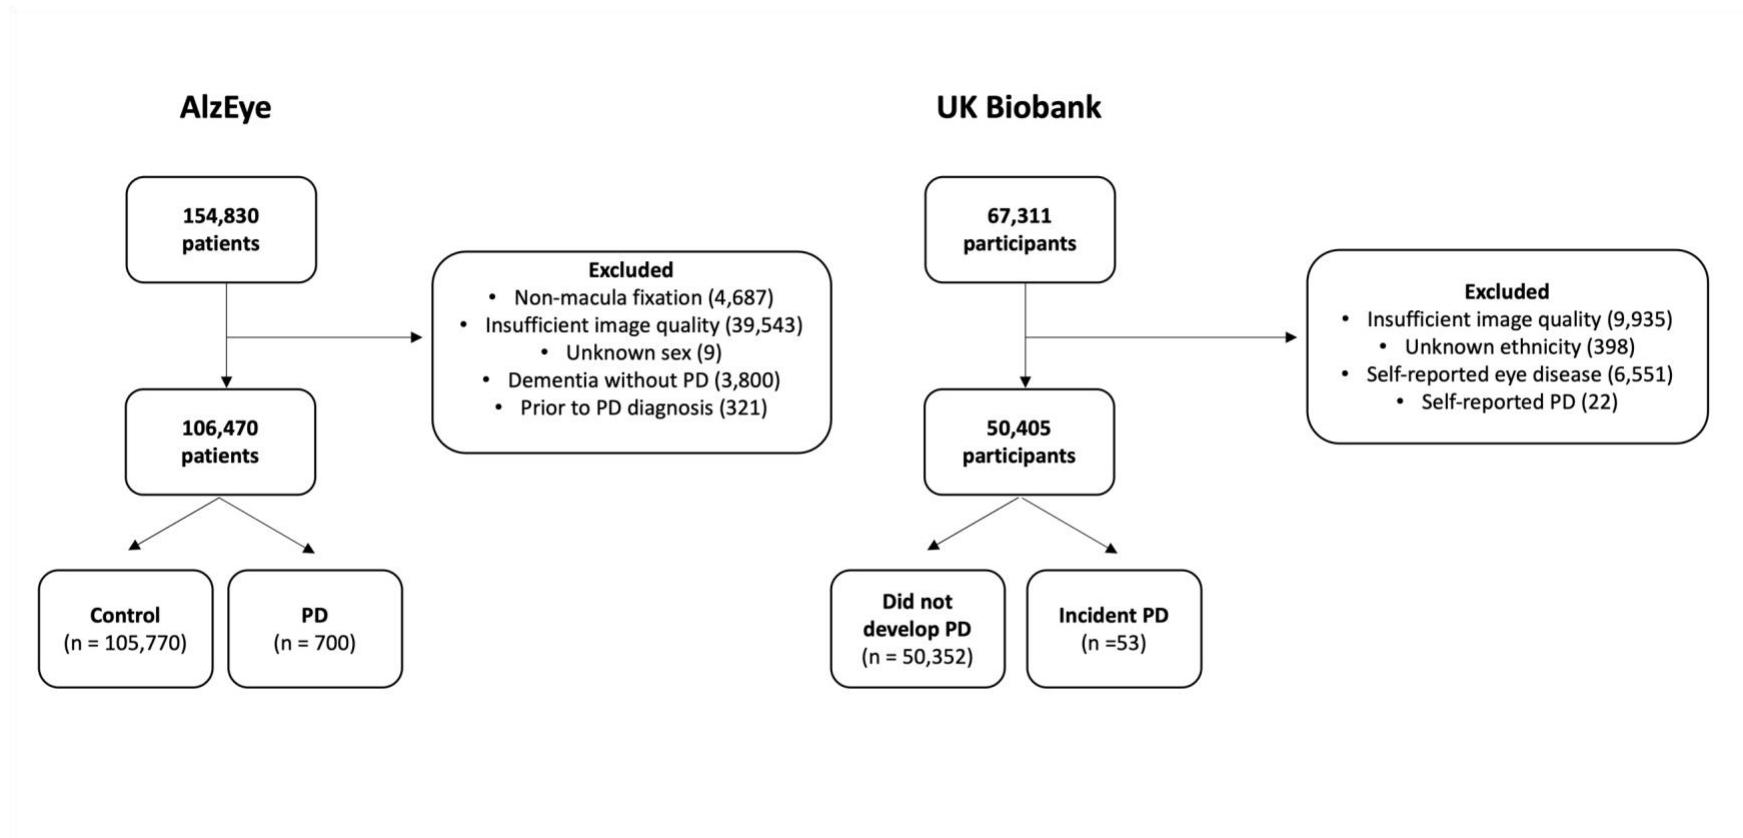 AlzEye
154,830
patients
Excluded
• Non-macula fixation (4,687)
• Insufficient image quality (39,543)
• Unknown sex (9)
• Dementia without PD (3,800)
• Prior to PD diagnosis (321)
106,470
patients
Control
(n = 105,770)
PD
(n = 700)
UK Biobank
67,311
participants
Excluded
• Insufficient image quality (9,935)
• Unknown ethnicity (398)
• Self-reported eye disease (6,551)
• Self-reported PD (22)
50,405
participants
Did not
develop PD
(n = 50,352)
Incident PD
(n =53)